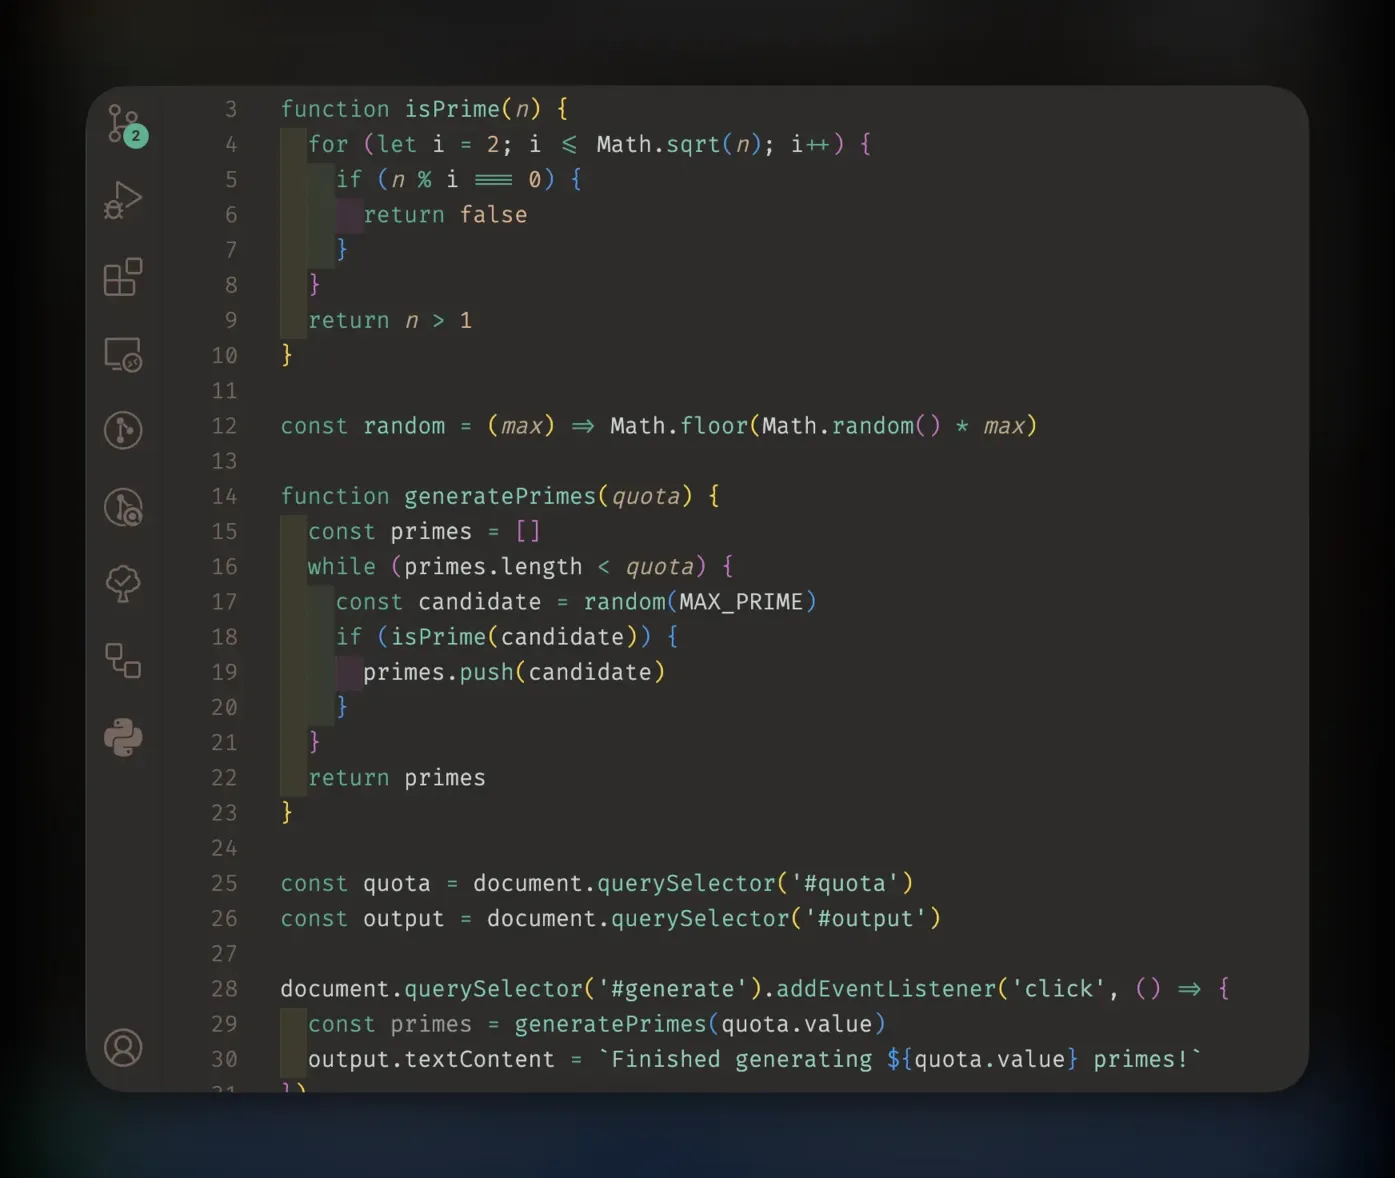 2
3 function isPrime(n) {
4 for (let i = 2; i <= Math.sqrt(n); i++) {
5 if (n % i === 0) {
6 return false
7 }
8 }
9 return n > 1
10 }
11
12 const random = (max) => Math.floor(Math.random() * max)
13
14 function generatePrimes(quota) {
15 const primes = []
16 while (primes.length < quota) {
17 const candidate = random(MAX_PRIME)
18 if (isPrime(candidate)) {
19 primes.push(candidate)
20 }
21 }
22 return primes
23 }
24
25 const quota = document.querySelector('#quota')
26 const output = document.querySelector('#output')
27
28 document.querySelector('#generate').addEventListener('click', () => {
29 const primes = generatePrimes(quota.value)
30 output.textContent = `Finished generating ${quota.value} primes!`
31 })